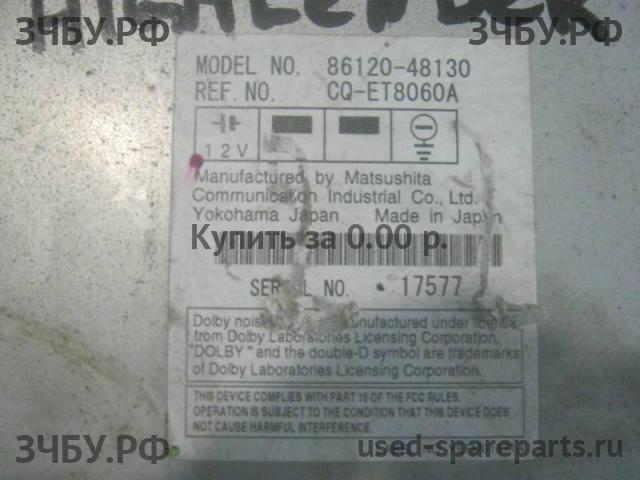 HIGHLENDER
ЗЧБУ.РФ ЗЧБУ.РФ
MODEL NO. 86120-48130
REF. NO. CQ-ET8060A
12V
Manufactured by Matsushita
Communication Industrial Co., Ltd.
Yokohama Japan Made in Japan
Купить за 0.00 р.
SERIAL NO. 17577
Dolby noise manufactured under license
from Dolby Laboratories Licensing Corporation.
"DOLBY" and the double-D symbol are trademarks
of Dolby Laboratories Licensing Corporation.
THIS DEVICE COMPLIES WITH PART 15 OF THE FCC RULES.
OPERATION IS SUBJECT TO THE CONDITION THAT THIS DEVICE DOES
NOT CAUSE HARMFUL INTERFERENCE.
ЗЧБУ.РФ used-spareparts.ru